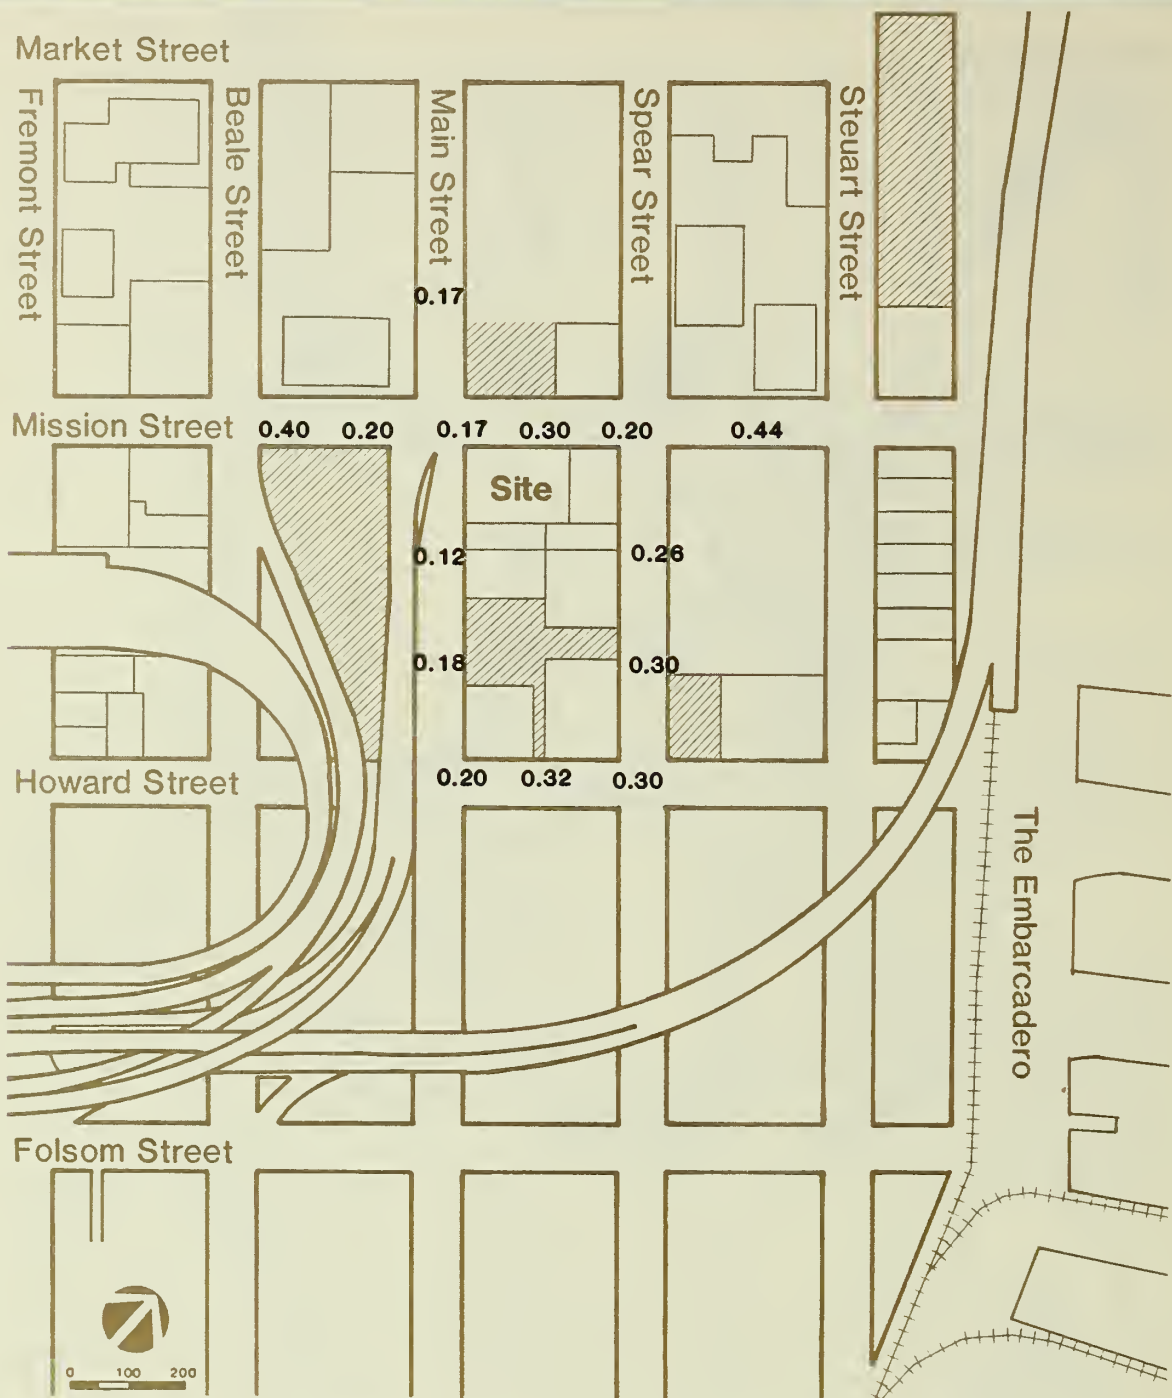 Market Street
Fremont Street
Beale Street
Main Street
Spear Street
Steuart Street
0.17
Mission Street
0.40 0.20 0.17 0.30 0.20 0.44
Site
0.12 0.26
0.18 0.30
Howard Street
0.20 0.32 0.30
The Embarcadero
Folsom Street
0 100 200